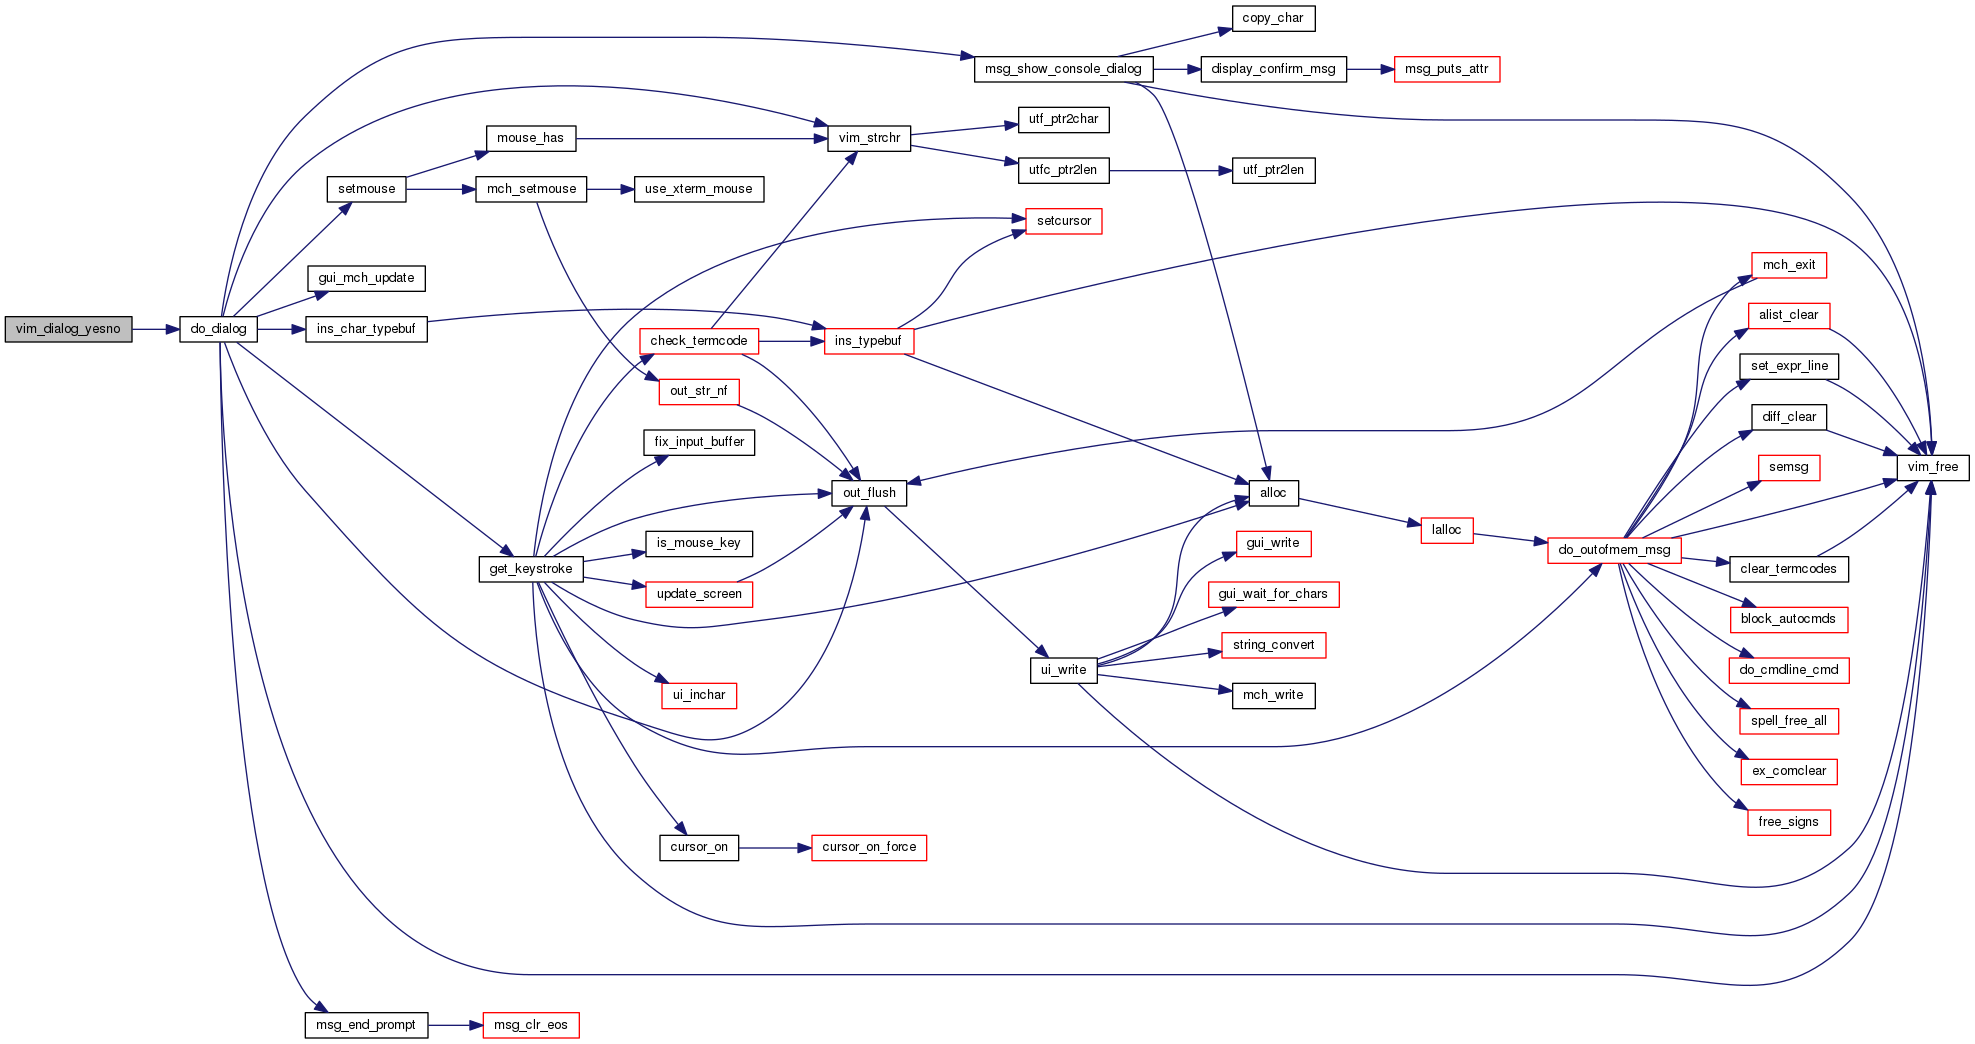 copy_char
msg_show_console_dialog
display_confirm_msg
msg_puts_attr
utf_ptr2char
mouse_has
vim_strchr
utfc_ptr2len
utf_ptr2len
setmouse
mch_setmouse
use_xterm_mouse
setcursor
mch_exit
gui_mch_update
alist_clear
vim_dialog_yesno
do_dialog
ins_char_typebuf
check_termcode
ins_typebuf
set_expr_line
out_str_nf
diff_clear
fix_input_buffer
semsg
vim_free
out_flush
alloc
lalloc
is_mouse_key
gui_write
do_outofmem_msg
get_keystroke
clear_termcodes
update_screen
gui_wait_for_chars
block_autocmds
string_convert
ui_write
do_cmdline_cmd
ui_inchar
mch_write
spell_free_all
ex_comclear
free_signs
cursor_on
cursor_on_force
msg_end_prompt
msg_clr_eos